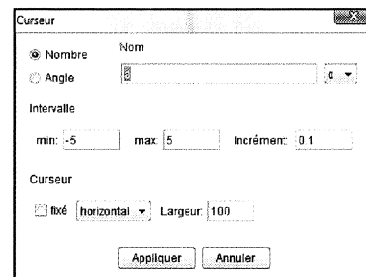 Curseur
Nombre Nom
Angle
Intervalle
min: -5 max: 5 Incrément: 0.1
Curseur
fixé horizontal Largeur: 100
Appliquer Annuler